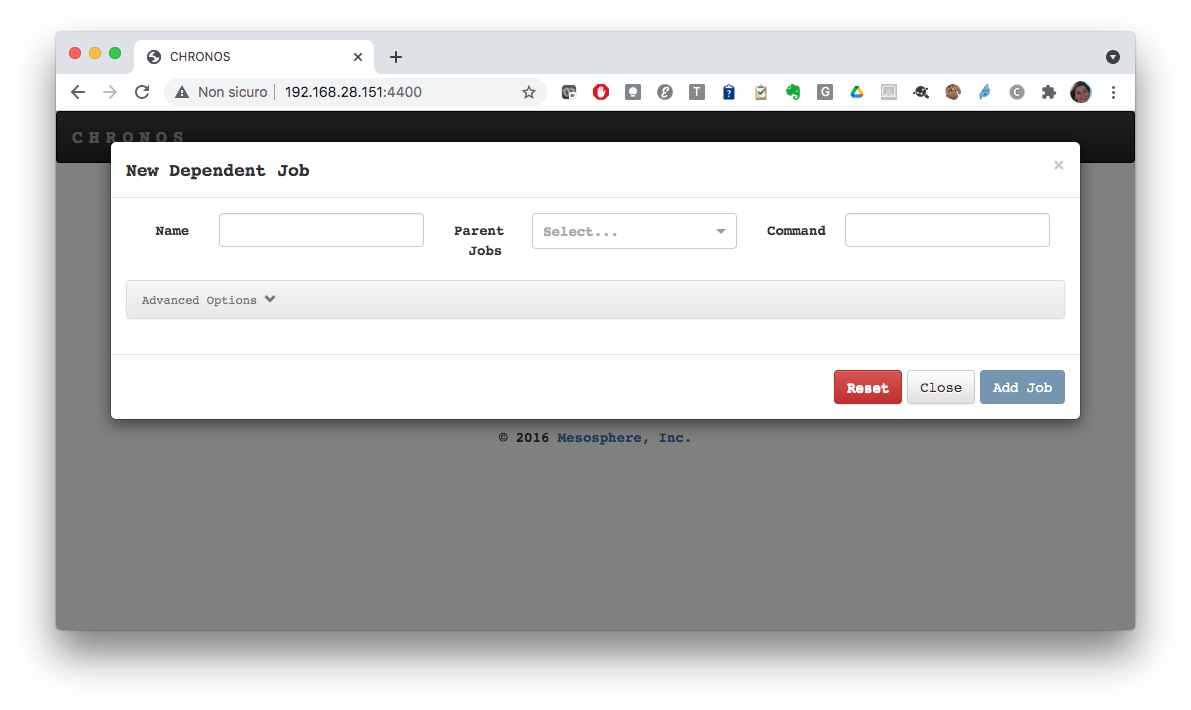 CHRONOS
Non sicuro 192.168.28.151:4400
CHRONOS
New Dependent Job
Name
Parent Jobs
Select...
Command
Advanced Options
Reset
Close
Add Job
© 2016 Mesosphere, Inc.